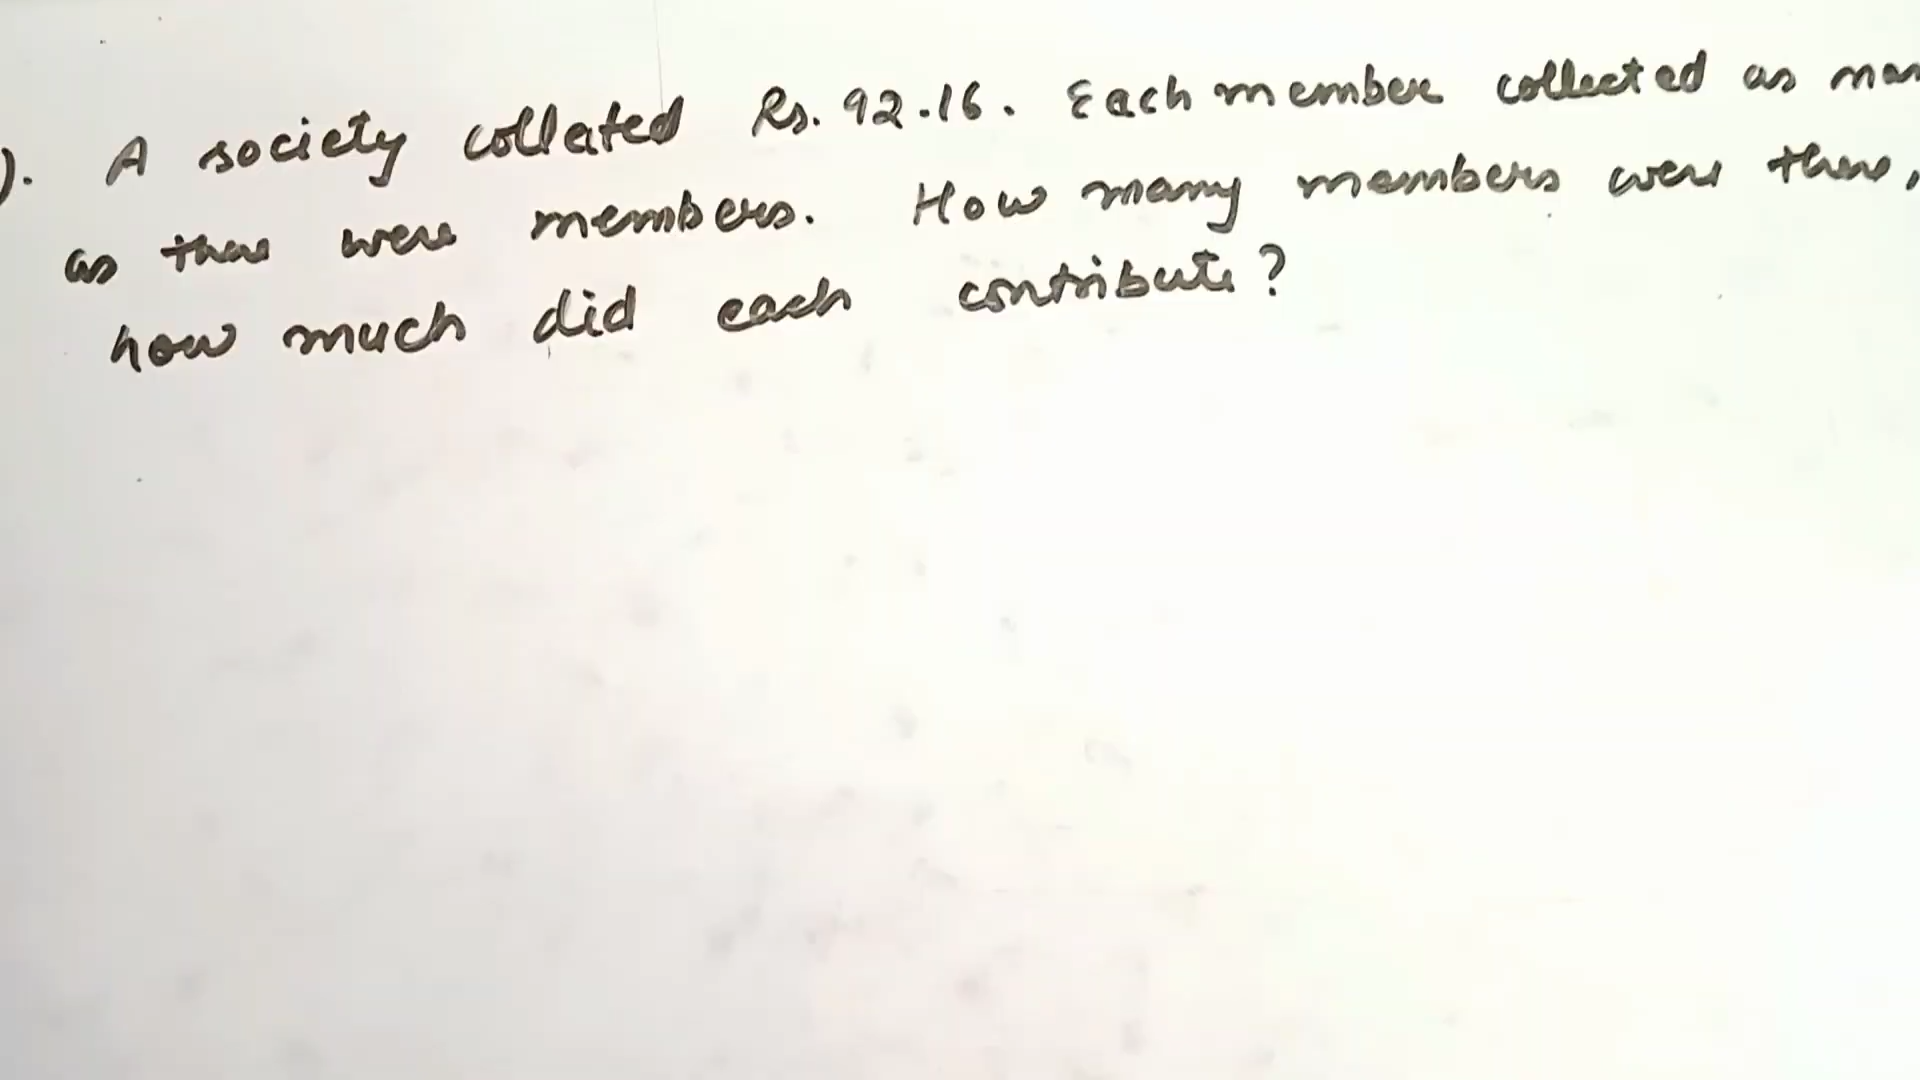 ). A society collated Rs. 92.16. Each member collected as man
as there were members. How many members were there,
how much did each contribute?